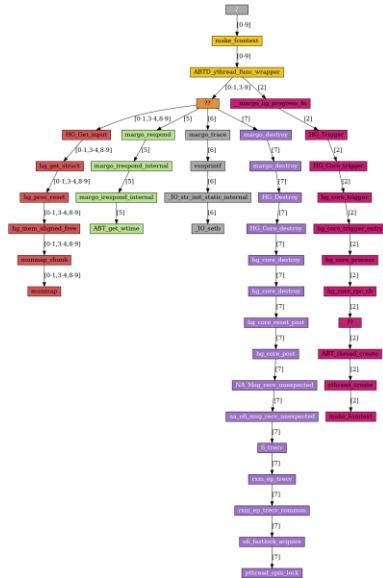 /
[0-9]
make_fcontext
[0-9]
ABTD_ythread_func_wrapper
[0-1,3-9] [2]
?? __margo_hg_progress_fn
[0-1,3-4,8-9] [5] [6] [7] [2]
HG_Get_input margo_respond margo_trace margo_destroy HG_Trigger
[0-1,3-4,8-9] [5] [6] [7] [2]
hg_get_struct margo_irespond_internal vsnprintf margo_destroy HG_Core_trigger
[0-1,3-4,8-9] [5] [6] [7] [2]
hg_proc_reset margo_irespond_internal _IO_str_init_static_internal HG_Destroy hg_core_trigger
[0-1,3-4,8-9] [5] [6] [7] [2]
hg_mem_aligned_free ABT_get_wtime _IO_setb HG_Core_destroy hg_core_trigger_entry
[0-1,3-4,8-9] [7] [2]
munmap_chunk hg_core_destroy hg_core_process
[0-1,3-4,8-9] [7] [2]
munmap hg_core_destroy hg_core_rpc_cb
[7] [2]
hg_core_reset_post ??
[7] [2]
hg_core_post ABT_thread_create
[7] [2]
NA_Msg_recv_unexpected ythread_create
[7] [2]
na_ofi_msg_recv_unexpected make_fcontext
[7]
fi_trecv
[7]
rxm_ep_trecv
[7]
rxm_ep_trecv_common
[7]
ofi_fastlock_acquire
[7]
pthread_spin_lock